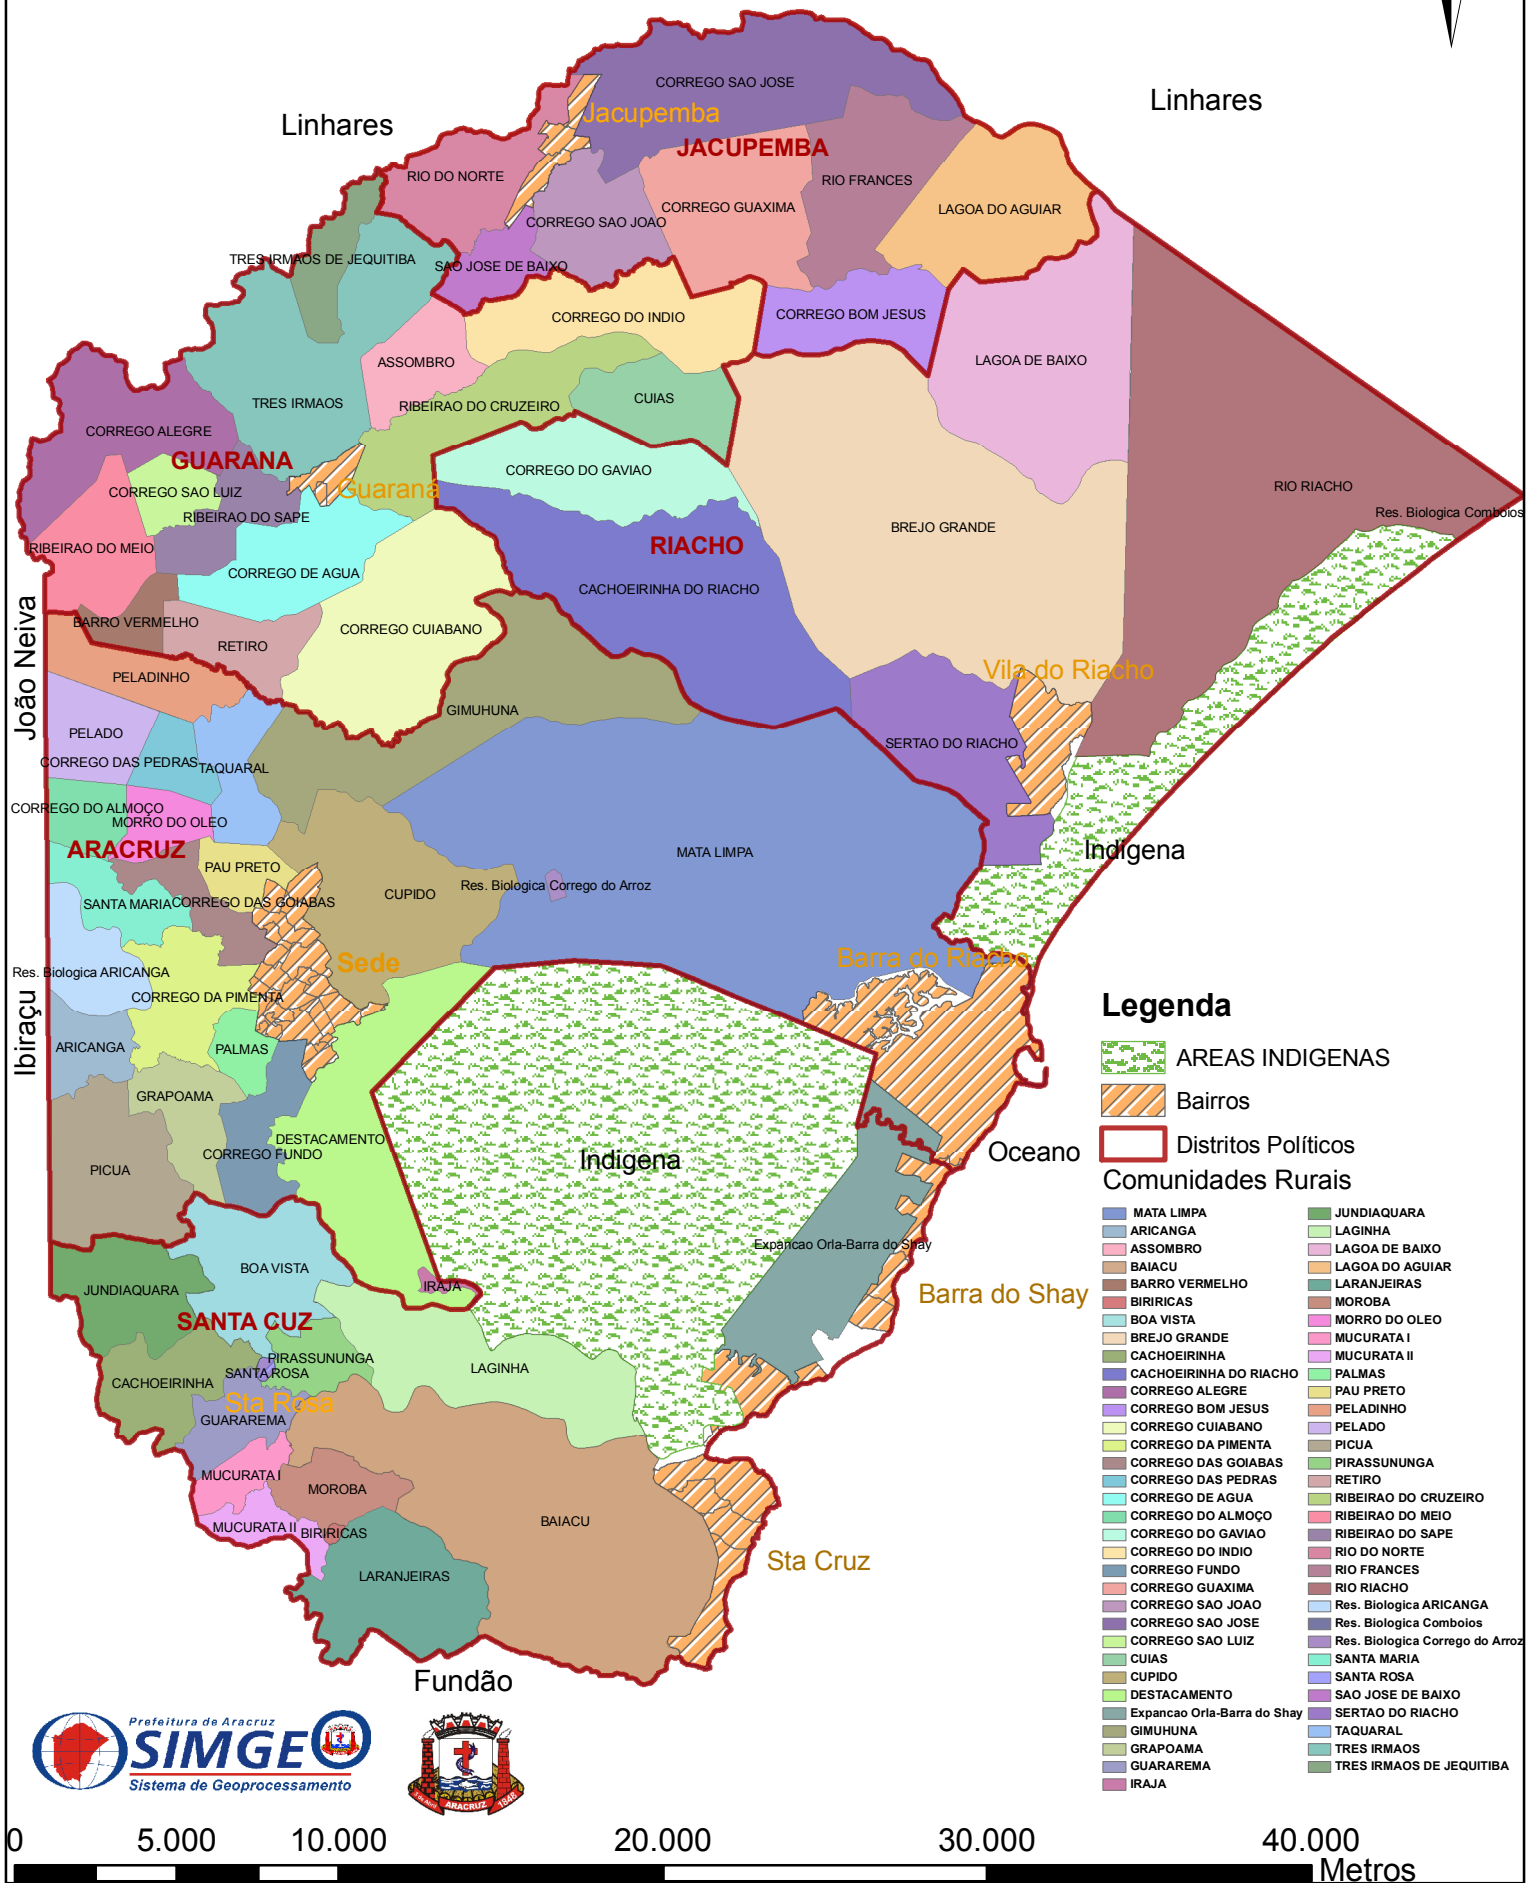 Linhares
Linhares
CORREGO SAO JOSE
Jacupemba
JACUPEMBA
RIO DO NORTE
RIO FRANCES
CORREGO GUAXIMA
LAGOA DO AGUIAR
CORREGO SAO JOAO
TRES IRMAOS DE JEQUITIBA
SAO JOSE DE BAIXO
CORREGO DO INDIO
CORREGO BOM JESUS
ASSOMBRO
LAGOA DE BAIXO
TRES IRMAOS
RIBEIRAO DO CRUZEIRO
CUIAS
CORREGO ALEGRE
GUARANA
CORREGO DO GAVIAO
Guaraná
CORREGO SAO LUIZ
RIO RIACHO
Res. Biologica Comboios
RIBEIRAO DO SAPE
BREJO GRANDE
RIACHO
RIBEIRAO DO MEIO
CORREGO DE AGUA
CACHOEIRINHA DO RIACHO
BARRO VERMELHO
CORREGO CUIABANO
RETIRO
João Neiva
PELADINHO
Vila do Riacho
GIMUHUNA
PELADO
SERTAO DO RIACHO
CORREGO DAS PEDRAS
TAQUARAL
CORREGO DO ALMOÇO
MORRO DO OLEO
ARACRUZ
MATA LIMPA
Indigena
PAU PRETO
CUPIDO
Res. Biologica Corrego do Arroz
SANTA MARIA
CORREGO DAS GOIABAS
Sede
Barra do Riacho
Res. Biologica ARICANGA
CORREGO DA PIMENTA
Ibiraçu
ARICANGA
PALMAS
GRAPOAMA
DESTACAMENTO
CORREGO FUNDO
PICUA
Indigena
Oceano
Expancao Orla-Barra do Shay
BOA VISTA
JUNDIAQUARA
IRAJA
Barra do Shay
SANTA CUZ
PIRASSUNUNGA
SANTA ROSA
CACHOEIRINHA
LAGINHA
Sta Rosa
GUARAREMA
MUCURATA I
MOROBA
MUCURATA II
BIRIRICAS
BAIACU
Sta Cruz
LARANJEIRAS
Fundão
Legenda
AREAS INDIGENAS
Bairros
Distritos Políticos
Comunidades Rurais
MATA LIMPA
ARICANGA
ASSOMBRO
BAIACU
BARRO VERMELHO
BIRIRICAS
BOA VISTA
BREJO GRANDE
CACHOEIRINHA
CACHOEIRINHA DO RIACHO
CORREGO ALEGRE
CORREGO BOM JESUS
CORREGO CUIABANO
CORREGO DA PIMENTA
CORREGO DAS GOIABAS
CORREGO DAS PEDRAS
CORREGO DE AGUA
CORREGO DO ALMOÇO
CORREGO DO GAVIAO
CORREGO DO INDIO
CORREGO FUNDO
CORREGO GUAXIMA
CORREGO SAO JOAO
CORREGO SAO JOSE
CORREGO SAO LUIZ
CUIAS
CUPIDO
DESTACAMENTO
Expancao Orla-Barra do Shay
GIMUHUNA
GRAPOAMA
GUARAREMA
IRAJA
JUNDIAQUARA
LAGINHA
LAGOA DE BAIXO
LAGOA DO AGUIAR
LARANJEIRAS
MOROBA
MORRO DO OLEO
MUCURATA I
MUCURATA II
PALMAS
PAU PRETO
PELADINHO
PELADO
PICUA
PIRASSUNUNGA
RETIRO
RIBEIRAO DO CRUZEIRO
RIBEIRAO DO MEIO
RIBEIRAO DO SAPE
RIO DO NORTE
RIO FRANCES
RIO RIACHO
Res. Biologica ARICANGA
Res. Biologica Comboios
Res. Biologica Corrego do Arroz
SANTA MARIA
SANTA ROSA
SAO JOSE DE BAIXO
SERTAO DO RIACHO
TAQUARAL
TRES IRMAOS
TRES IRMAOS DE JEQUITIBA
Prefeitura de Aracruz
SIMGEO
Sistema de Geoprocessamento
3 de Abril ARACRUZ 1848
0 5.000 10.000 20.000 30.000 40.000
Metros